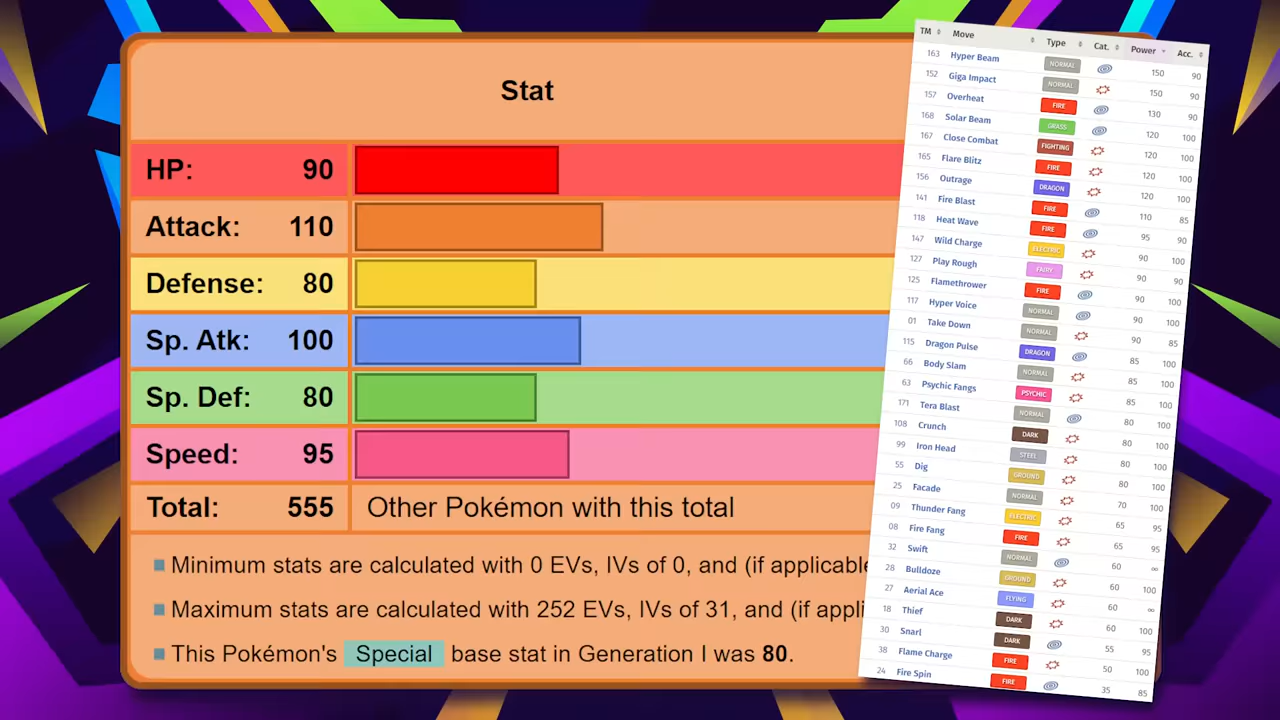 Stat
HP: 90
Attack: 110
Defense: 80
Sp. Atk: 100
Sp. Def: 80
Speed: 95
Total: 555 Other Pokémon with this total
Minimum stats are calculated with 0 EVs, IVs of 0, and (if applicable
Maximum stats are calculated with 252 EVs, IVs of 31, and (if appli
This Pokémon's Special base stat in Generation I was 80.
TM Move Type Cat. Power Acc.
163 Hyper Beam NORMAL 150 90
152 Giga Impact NORMAL 150 90
157 Overheat FIRE 130 90
168 Solar Beam GRASS 120 100
167 Close Combat FIGHTING 120 100
165 Flare Blitz FIRE 120 100
156 Outrage DRAGON 120 100
141 Fire Blast FIRE 110 85
118 Heat Wave FIRE 95 90
147 Wild Charge ELECTRIC 90 100
127 Play Rough FAIRY 90 90
125 Flamethrower FIRE 90 100
117 Hyper Voice NORMAL 90 100
01 Take Down NORMAL 90 85
115 Dragon Pulse DRAGON 85 100
66 Body Slam NORMAL 85 100
63 Psychic Fangs PSYCHIC 85 100
171 Tera Blast NORMAL 80 100
108 Crunch DARK 80 100
99 Iron Head STEEL 80 100
55 Dig GROUND 80 100
25 Facade NORMAL 70 100
09 Thunder Fang ELECTRIC 65 95
08 Fire Fang FIRE 65 95
32 Swift NORMAL 60 ∞
28 Bulldoze GROUND 60 100
27 Aerial Ace FLYING 60 ∞
18 Thief DARK 60 100
30 Snarl DARK 55 95
38 Flame Charge FIRE 50 100
24 Fire Spin FIRE 35 85